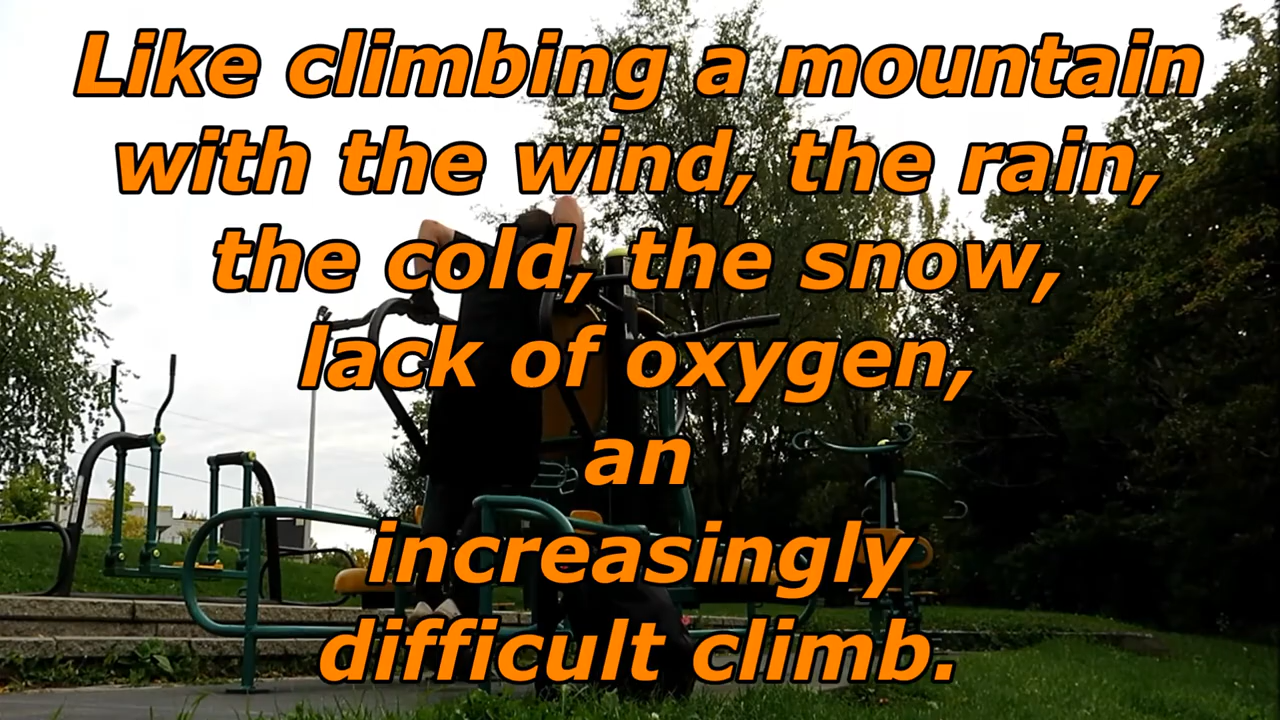 Like climbing a mountain
with the wind, the rain,
the cold, the snow,
lack of oxygen,
an
increasingly
difficult climb.